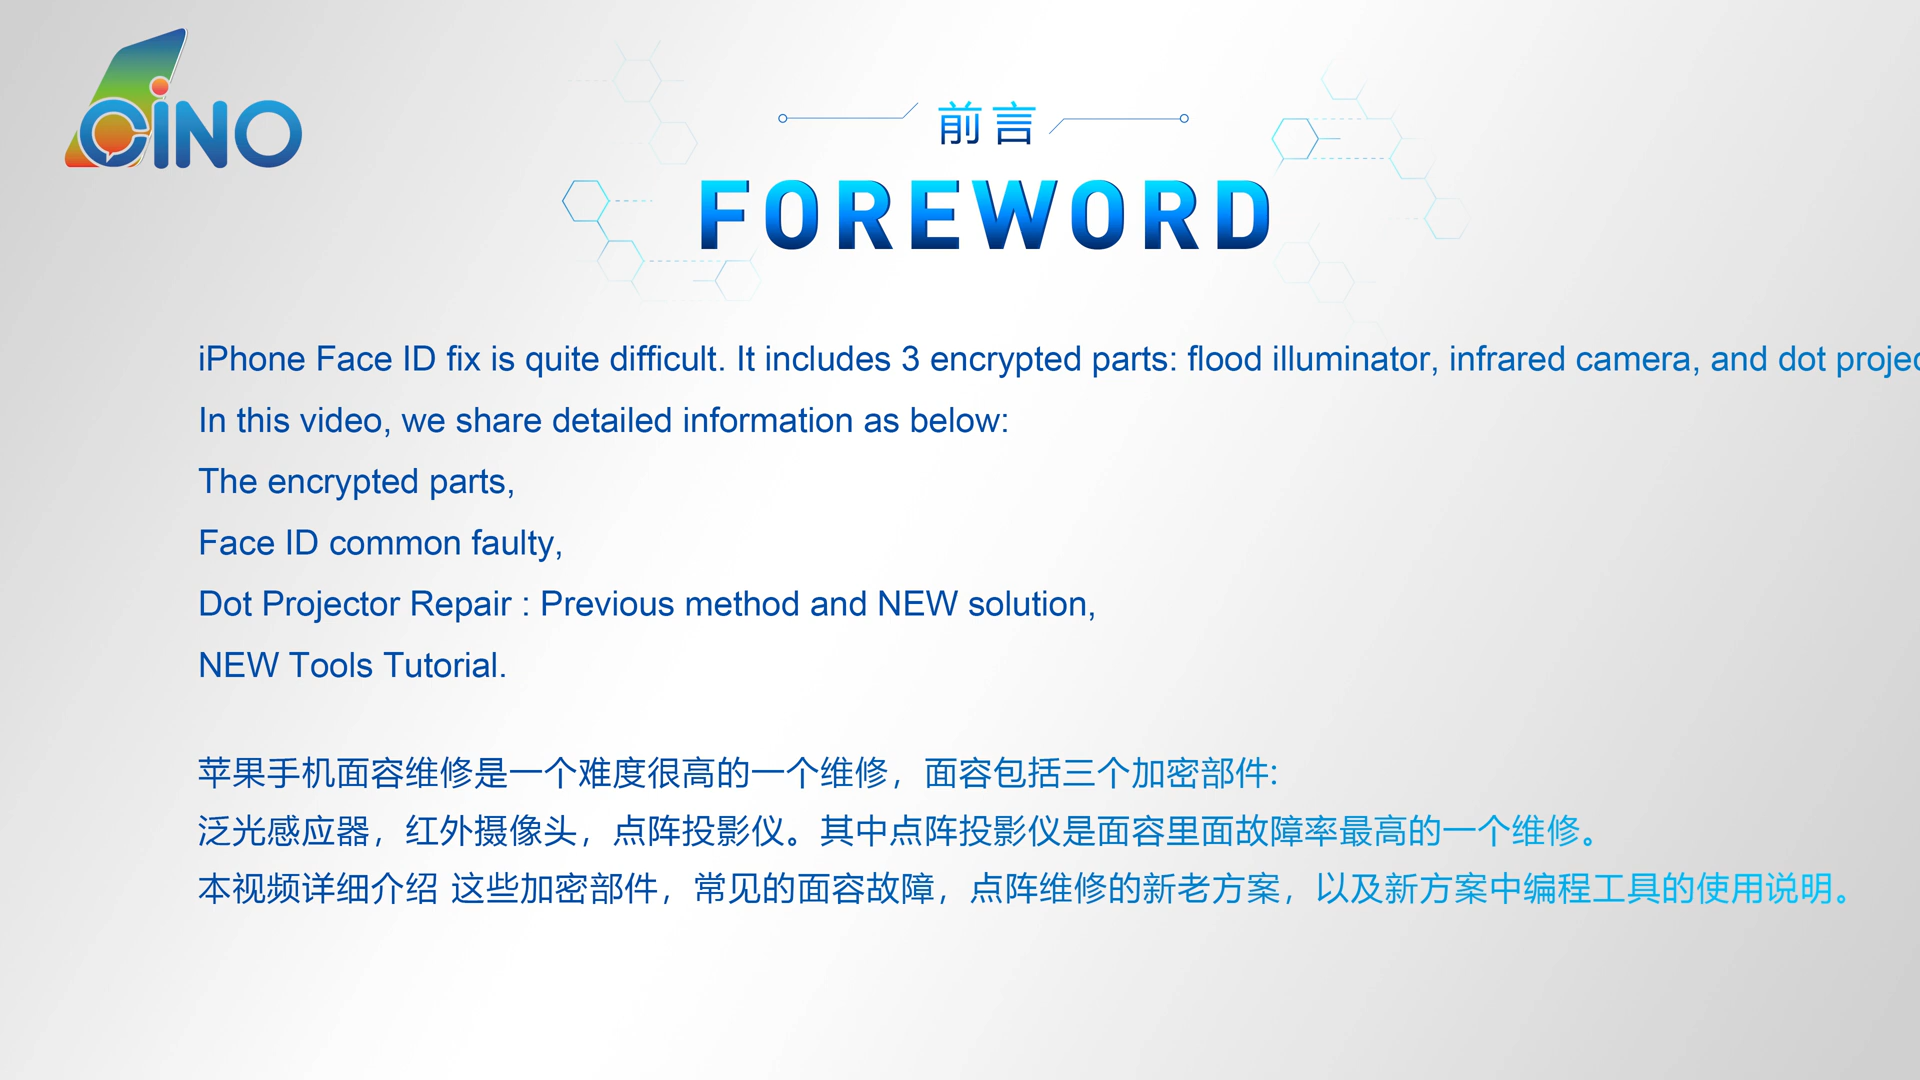 CiNO
前言
FOREWORD
iPhone Face ID fix is quite difficult. It includes 3 encrypted parts: flood illuminator, infrared camera, and dot projec
In this video, we share detailed information as below:
The encrypted parts,
Face ID common faulty,
Dot Projector Repair : Previous method and NEW solution,
NEW Tools Tutorial.
苹果手机面容维修是一个难度很高的一个维修，面容包括三个加密部件:
泛光感应器，红外摄像头，点阵投影仪。其中点阵投影仪是面容里面故障率最高的一个维修。
本视频详细介绍 这些加密部件，常见的面容故障，点阵维修的新老方案，以及新方案中编程工具的使用说明。